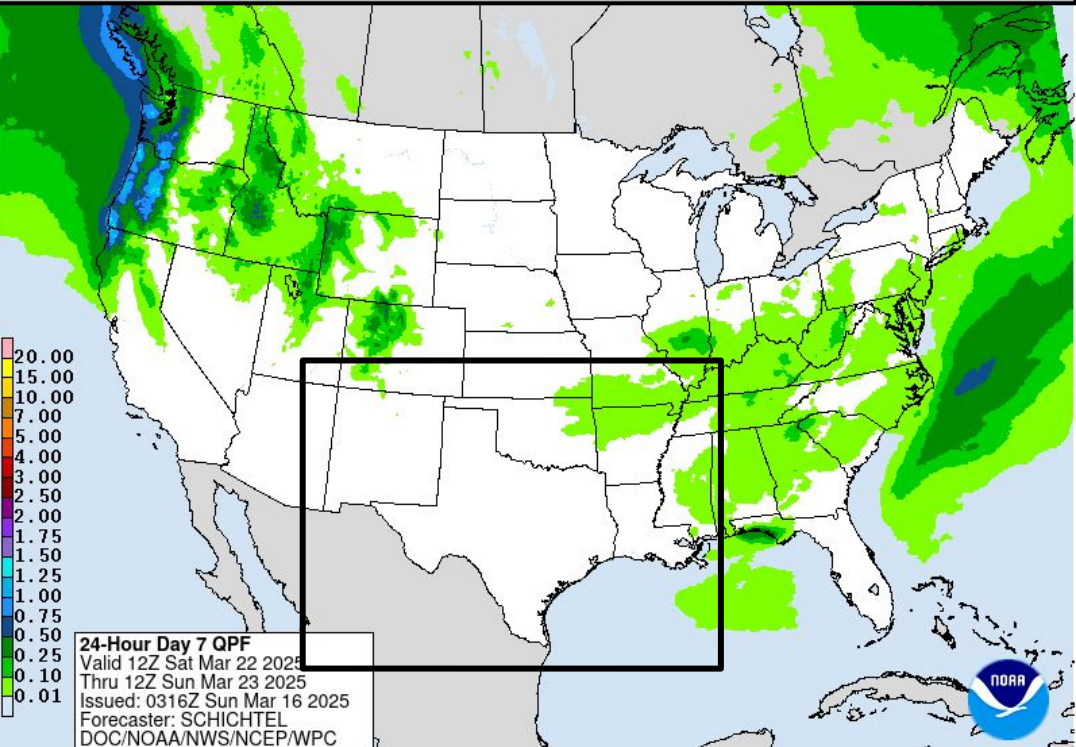 20.00
15.00
10.00
7.00
5.00
4.00
3.00
2.50
2.00
1.75
1.50
1.25
1.00
0.75
0.50
0.25
0.10
0.01
24-Hour Day 7 QPF
Valid 12Z Sat Mar 22 2025
Thru 12Z Sun Mar 23 2025
Issued: 0316Z Sun Mar 16 2025
Forecaster: SCHICHTEL
DOC/NOAA/NWS/NCEP/WPC
NOAA